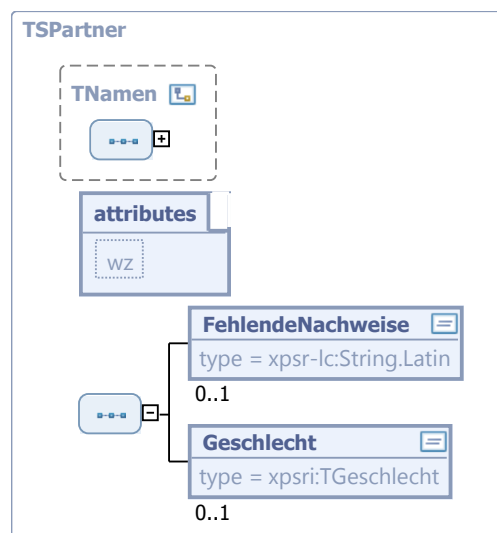 TSPartner
TNamen
attributes
wz
FehlendeNachweise
type = xpsr-lc:String.Latin
0..1
Geschlecht
type = xpsri:TGeschlecht
0..1